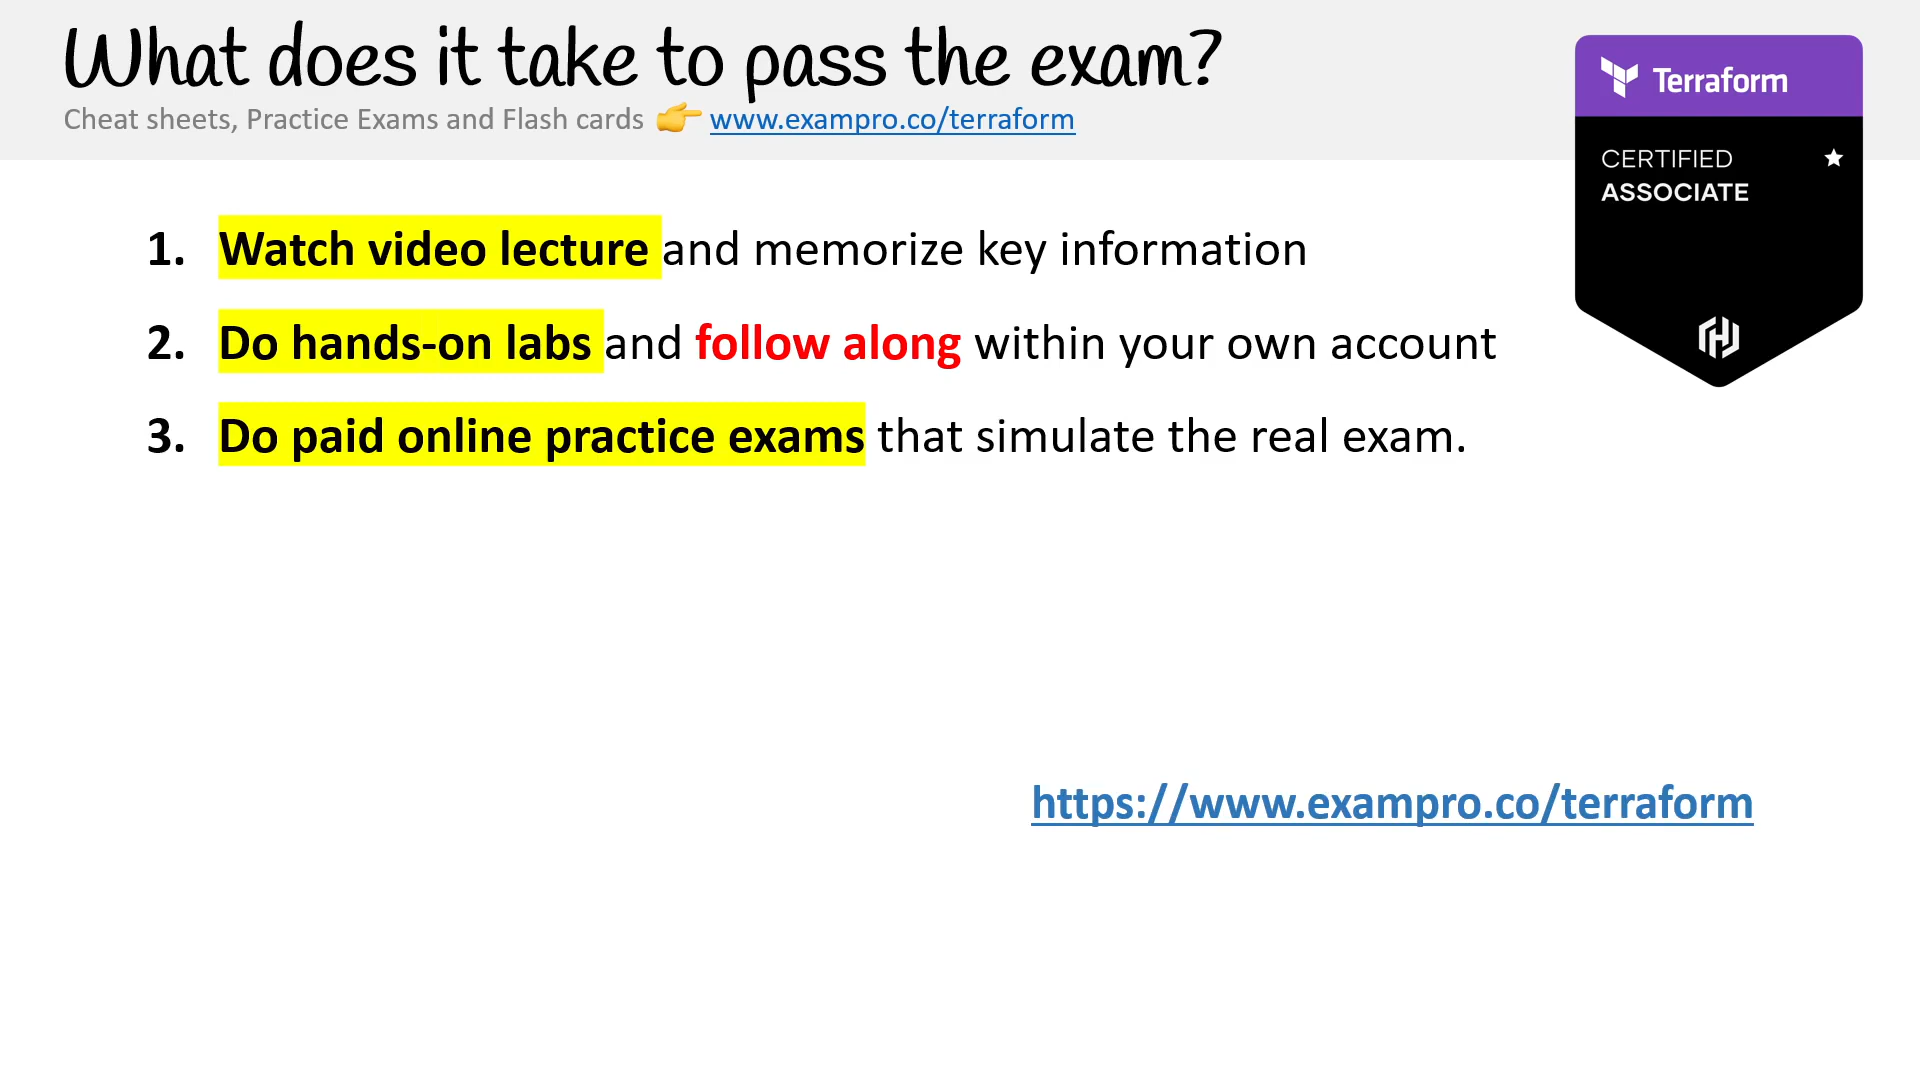 What does it take to pass the exam?
Cheat sheets, Practice Exams and Flash cards 👉 www.exampro.co/terraform
Terraform
CERTIFIED
ASSOCIATE
1. Watch video lecture and memorize key information
2. Do hands-on labs and follow along within your own account
3. Do paid online practice exams that simulate the real exam.
https://www.exampro.co/terraform